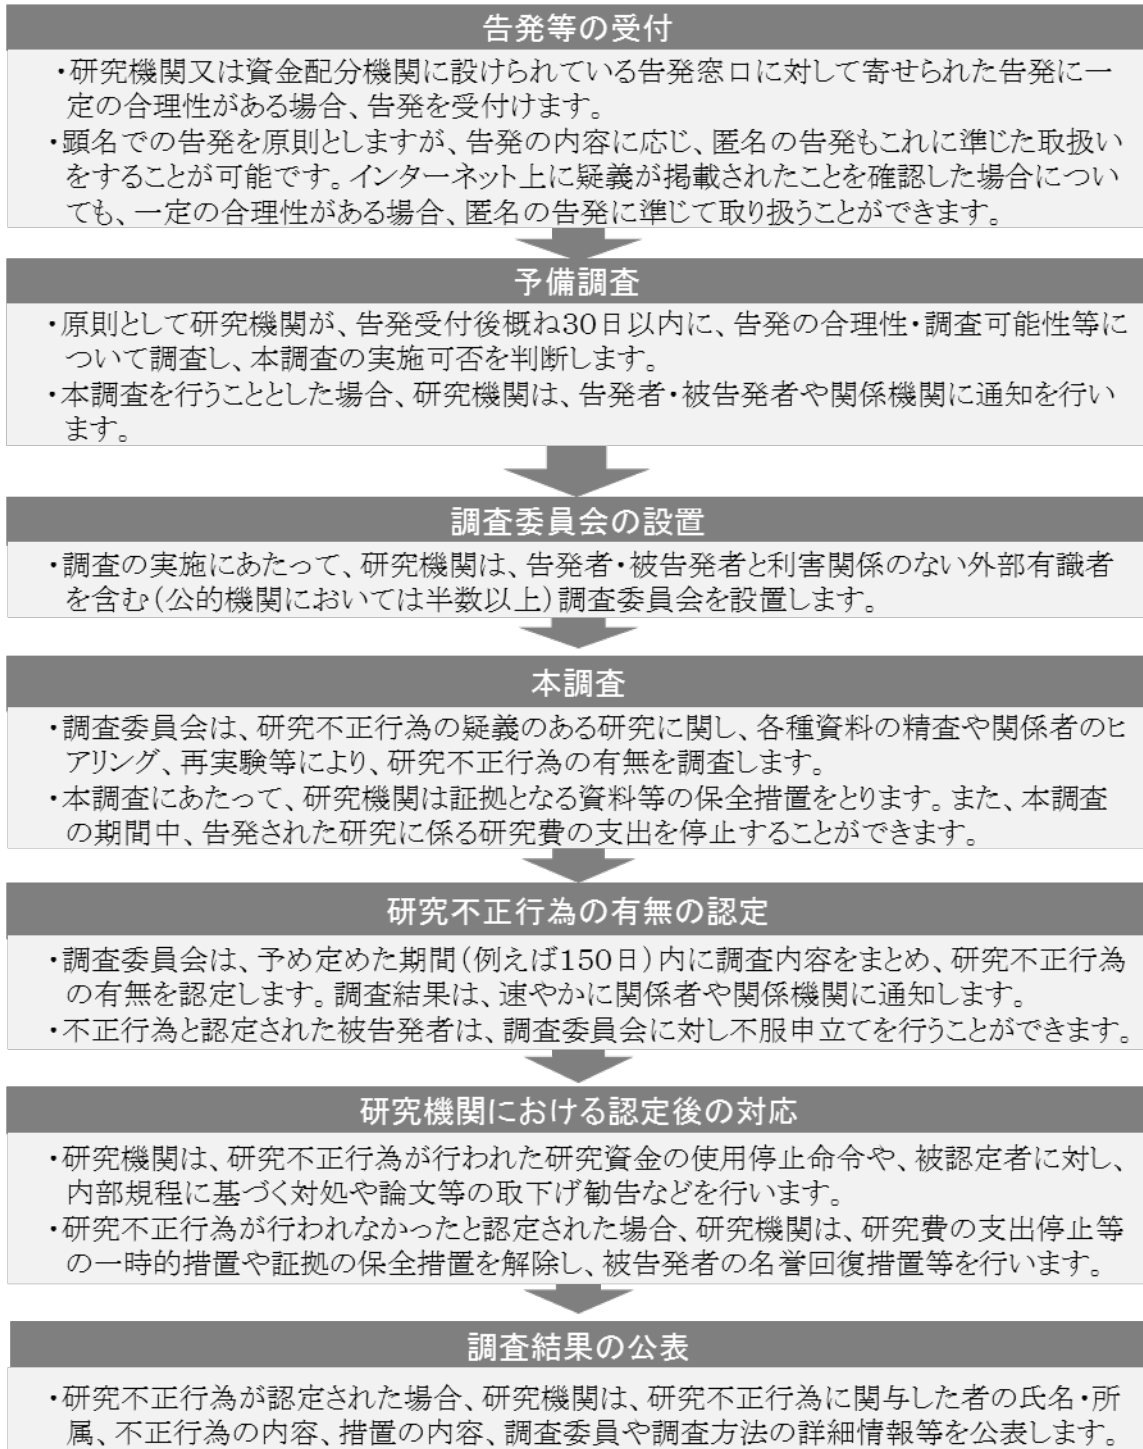 告発等の受付
・研究機関又は資金配分機関に設けられている告発窓口に対して寄せられた告発に一
定の合理性がある場合、告発を受付けます。
・顕名での告発を原則としますが、告発の内容に応じ、匿名の告発もこれに準じた取扱い
をすることが可能です。インターネット上に疑義が掲載されたことを確認した場合につい
ても、一定の合理性がある場合、匿名の告発に準じて取り扱うことができます。
予備調査
・原則として研究機関が、告発受付後概ね30日以内に、告発の合理性・調査可能性等に
ついて調査し、本調査の実施可否を判断します。
・本調査を行うこととした場合、研究機関は、告発者・被告発者や関係機関に通知を行い
ます。
調査委員会の設置
・調査の実施にあたって、研究機関は、告発者・被告発者と利害関係のない外部有識者
を含む(公的機関においては半数以上)調査委員会を設置します。
本調査
・調査委員会は、研究不正行為の疑義のある研究に関し、各種資料の精査や関係者のヒ
アリング、再実験等により、研究不正行為の有無を調査します。
・本調査にあたって、研究機関は証拠となる資料等の保全措置をとります。また、本調査
の期間中、告発された研究に係る研究費の支出を停止することができます。
研究不正行為の有無の認定
・調査委員会は、予め定めた期間(例えば150日)内に調査内容をまとめ、研究不正行為
の有無を認定します。調査結果は、速やかに関係者や関係機関に通知します。
・不正行為と認定された被告発者は、調査委員会に対し不服申立てを行うことができます。
研究機関における認定後の対応
・研究機関は、研究不正行為が行われた研究資金の使用停止命令や、被認定者に対し、
内部規程に基づく対処や論文等の取下げ勧告などを行います。
・研究不正行為が行われなかったと認定された場合、研究機関は、研究費の支出停止等
の一時的措置や証拠の保全措置を解除し、被告発者の名誉回復措置等を行います。
調査結果の公表
・研究不正行為が認定された場合、研究機関は、研究不正行為に関与した者の氏名・所
属、不正行為の内容、措置の内容、調査委員や調査方法の詳細情報等を公表します。